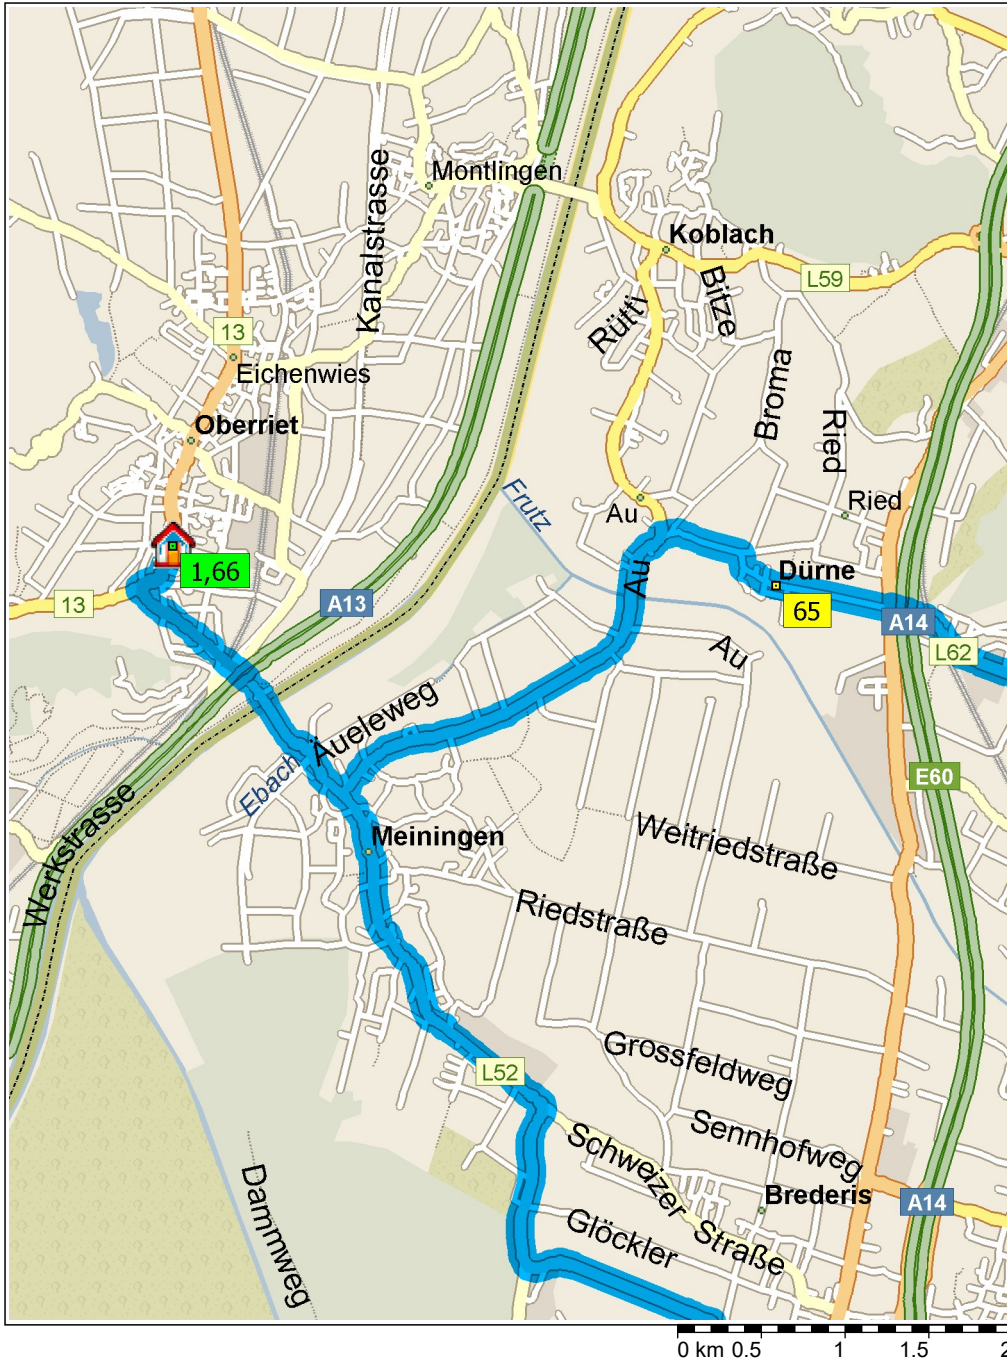 Montlingen
Kanalstrasse
Koblach
Bitze
L59
Rütti
13
Eichenwies
Broma
Oberriet
Ried
Frutz
Au
Ried
1,66
Au
Dürne
13
A13
65
A14
Au
L62
Äueleweg
Ebach
E60
Werkstrasse
Meiningen
Weitriedstraße
Riedstraße
L52
Grossfeldweg
Sennhofweg
Schweizer Straße
Dammweg
Brederis
A14
Glöckler
0 km 0.5 1 1.5 2